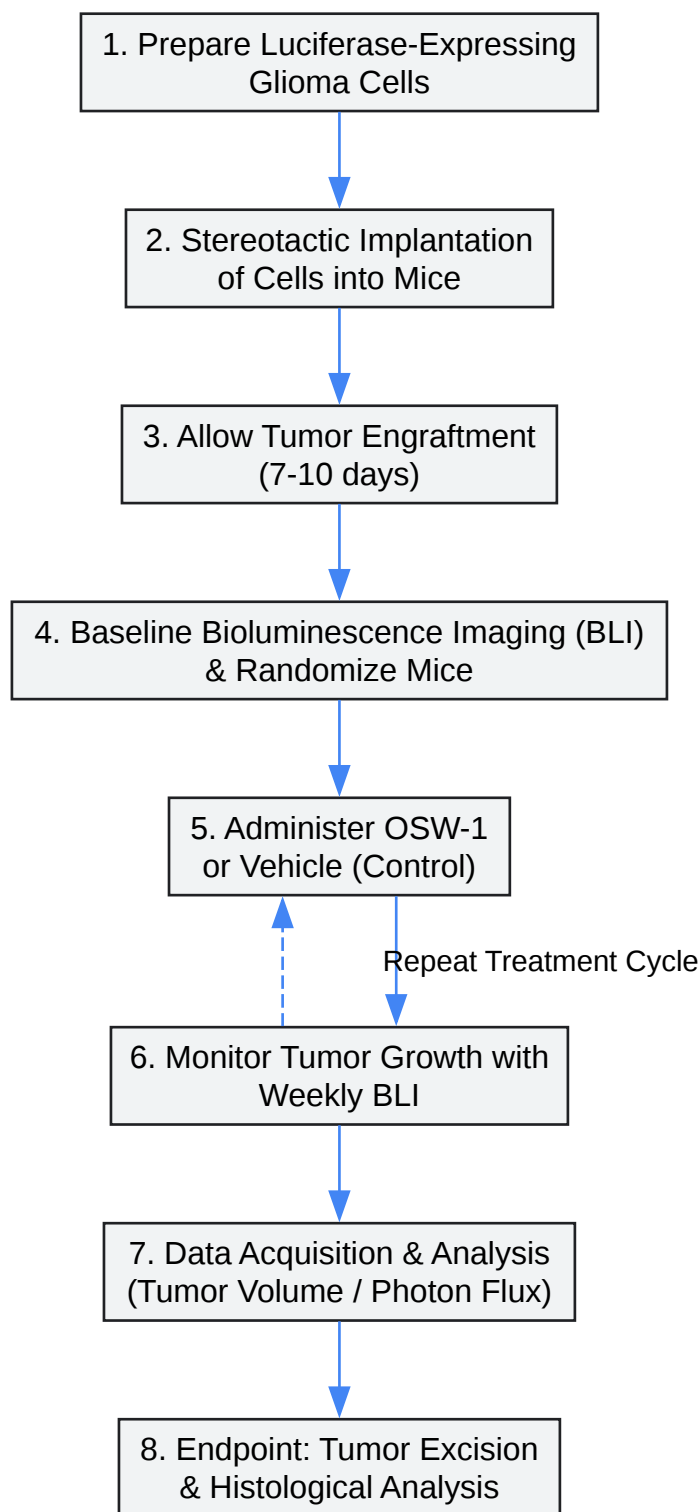 1. Prepare Luciferase-Expressing
Glioma Cells
2. Stereotactic Implantation
of Cells into Mice
3. Allow Tumor Engraftment
(7-10 days)
4. Baseline Bioluminescence Imaging (BLI)
& Randomize Mice
5. Administer OSW-1
or Vehicle (Control)
Repeat Treatment Cycle
6. Monitor Tumor Growth with
Weekly BLI
7. Data Acquisition & Analysis
(Tumor Volume / Photon Flux)
8. Endpoint: Tumor Excision
& Histological Analysis